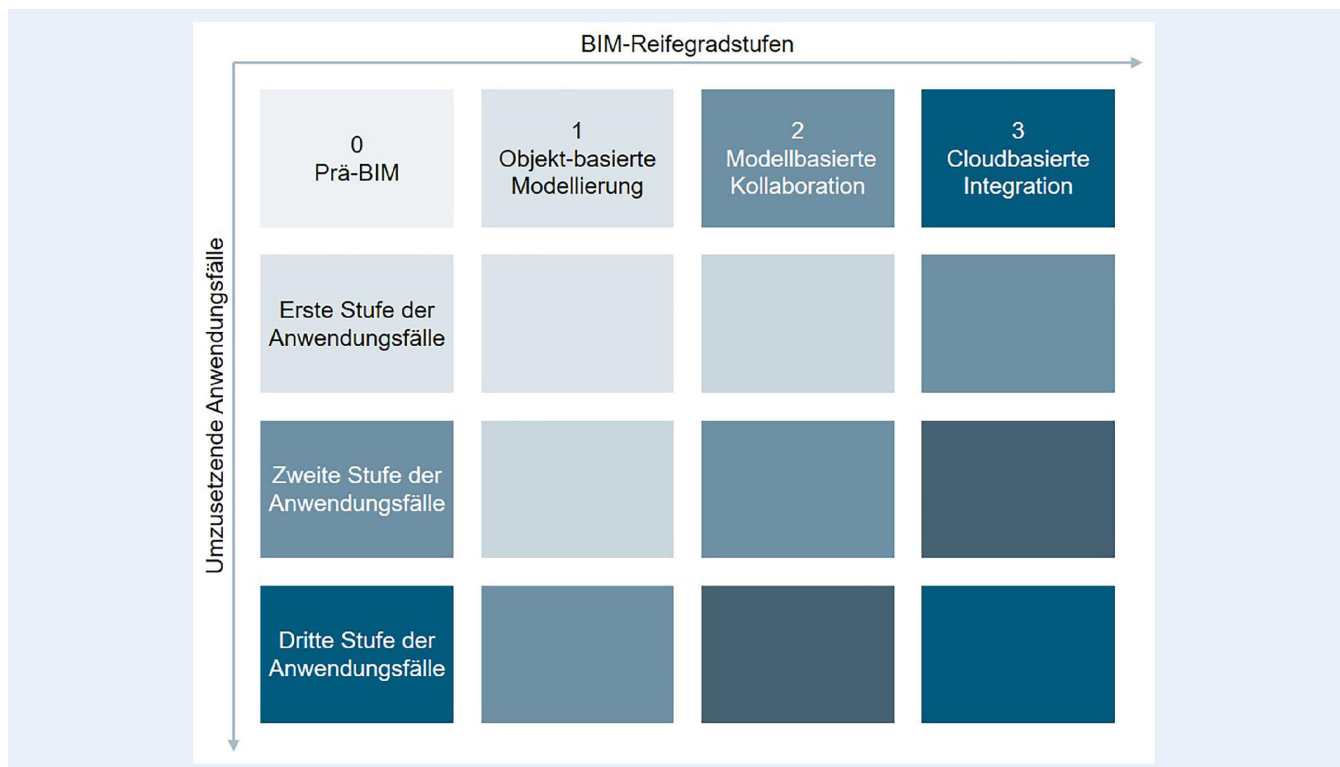 BIM-Reifegradstufen
Umzusetzende Anwendungsfälle
0
Prä-BIM
1
Objekt-basierte
Modellierung
2
Modellbasierte
Kollaboration
3
Cloudbasierte
Integration
Erste Stufe der
Anwendungsfälle
Zweite Stufe der
Anwendungsfälle
Dritte Stufe der
Anwendungsfälle